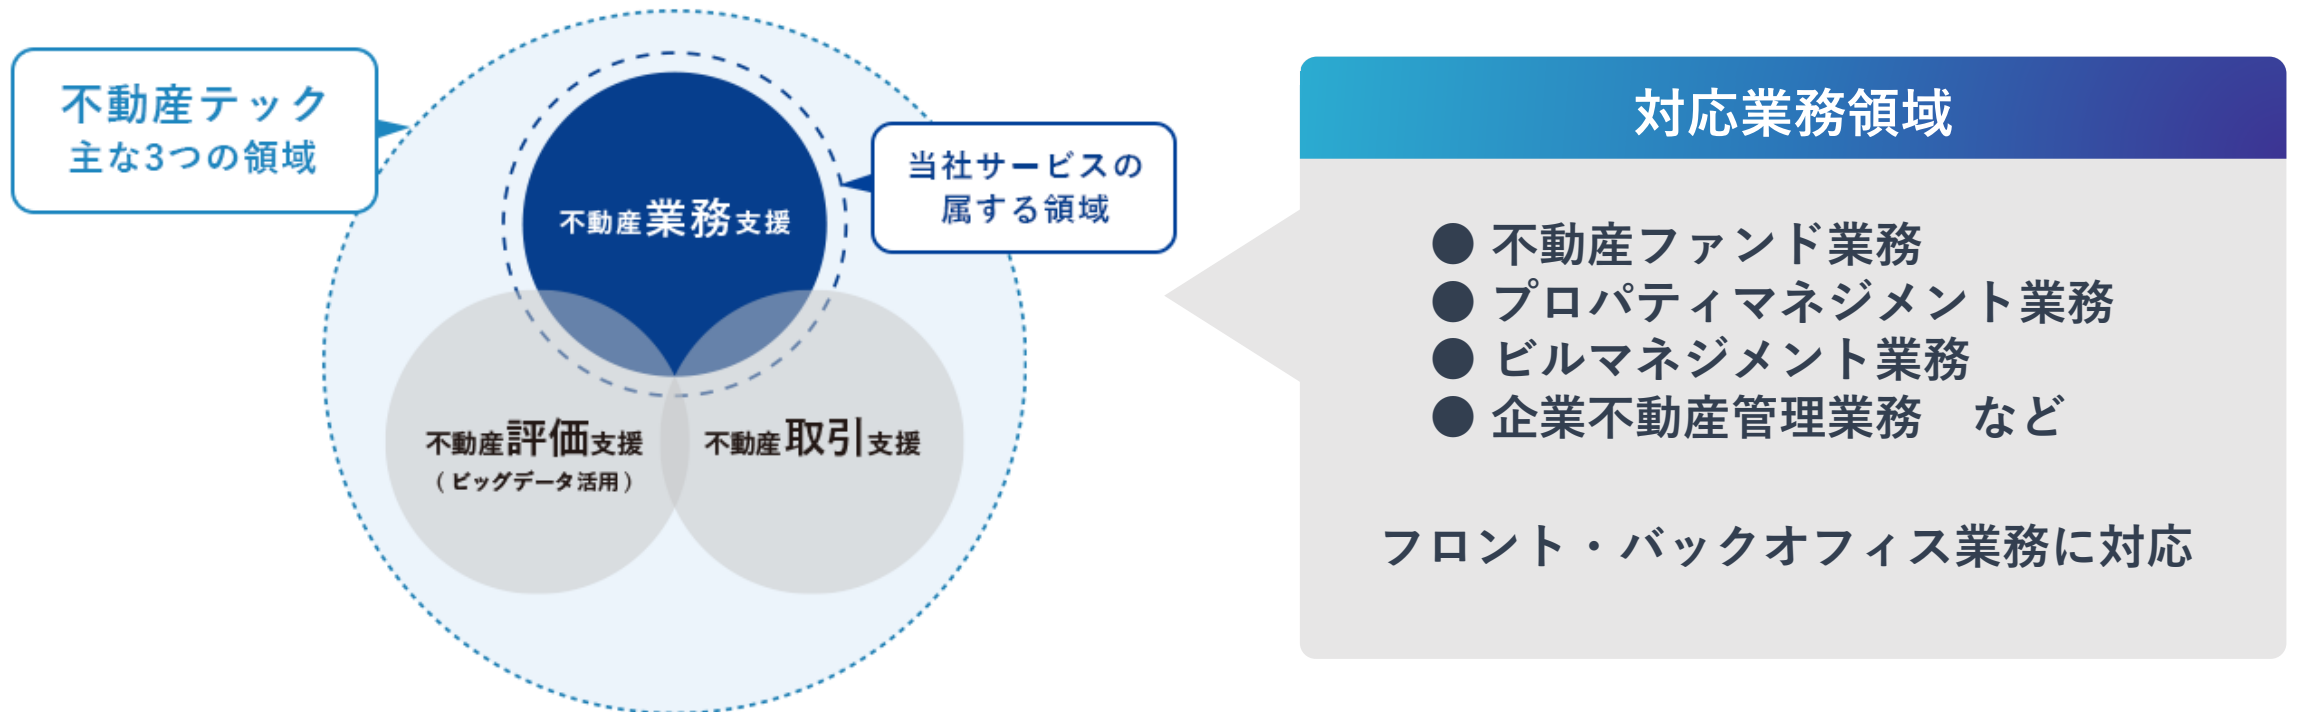 不動産テック
主な3つの領域
不動産業務支援
当社サービスの
属する領域
不動産評価支援
(ビッグデータ活用)
不動産取引支援
対応業務領域
● 不動産ファンド業務
● プロパティマネジメント業務
● ビルマネジメント業務
● 企業不動産管理業務　など
フロント・バックオフィス業務に対応